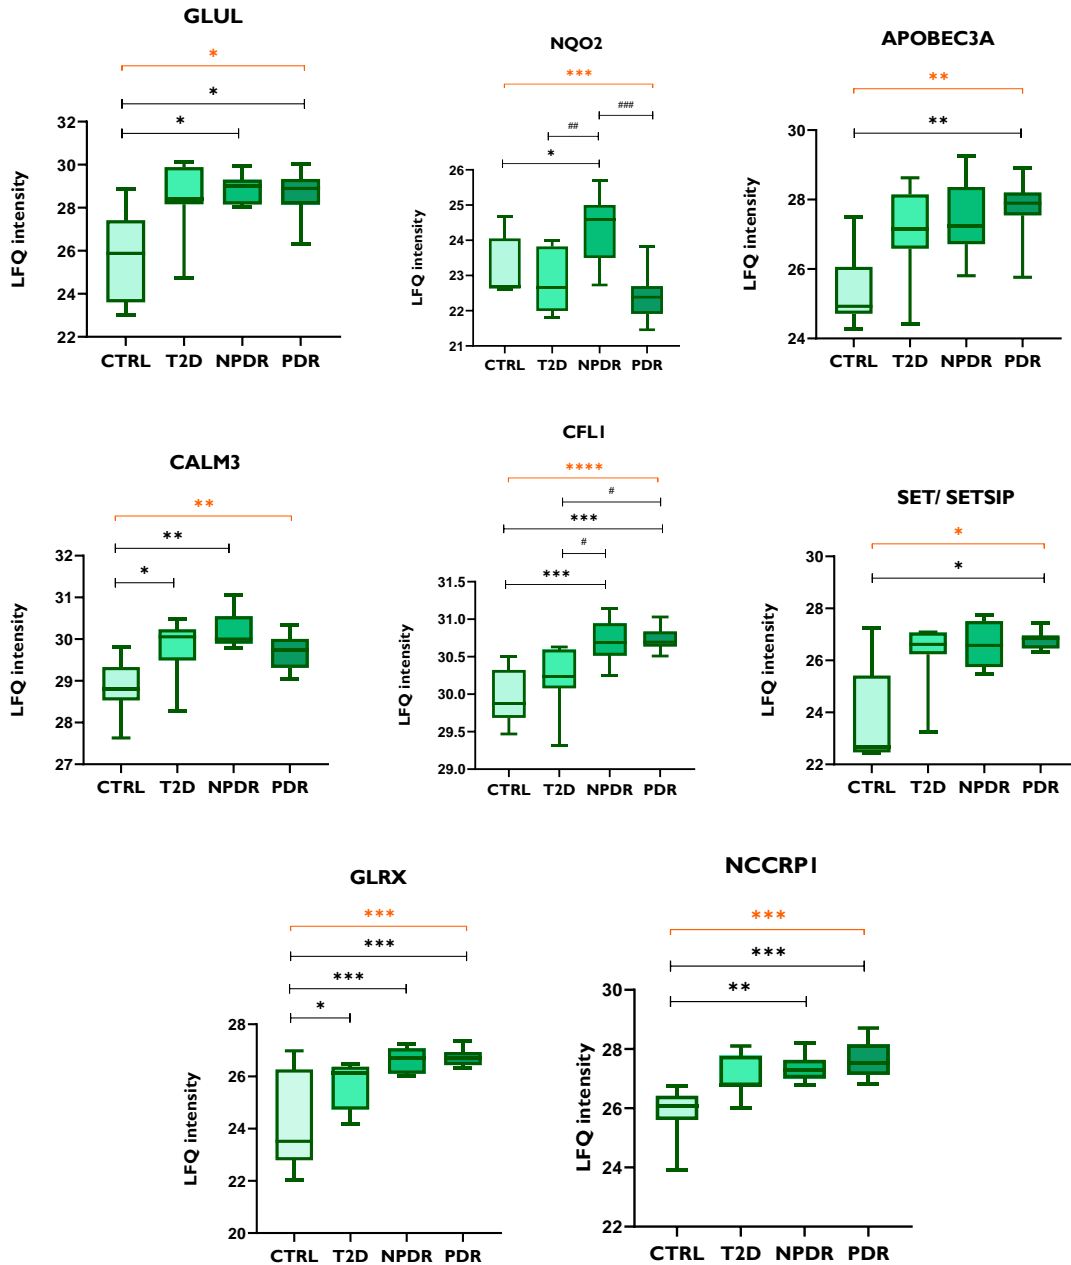 GLUL
*
*
*
LFQ intensity
32
30
28
26
24
22
CTRL T2D NPDR PDR
NQO2
***
###
##
*
LFQ intensity
26
25
24
23
22
21
CTRL T2D NPDR PDR
APOBEC3A
**
**
LFQ intensity
30
28
26
24
CTRL T2D NPDR PDR
CALM3
**
**
*
LFQ intensity
32
31
30
29
28
27
CTRL T2D NPDR PDR
CFL1
****
#
***
#
***
LFQ intensity
31.5
31.0
30.5
30.0
29.5
29.0
CTRL T2D NPDR PDR
SET/ SETSIP
*
*
LFQ intensity
30
28
26
24
22
CTRL T2D NPDR PDR
GLRX
***
***
***
*
LFQ intensity
28
26
24
22
20
CTRL T2D NPDR PDR
NCCRP1
***
***
**
LFQ intensity
30
28
26
24
22
CTRL T2D NPDR PDR